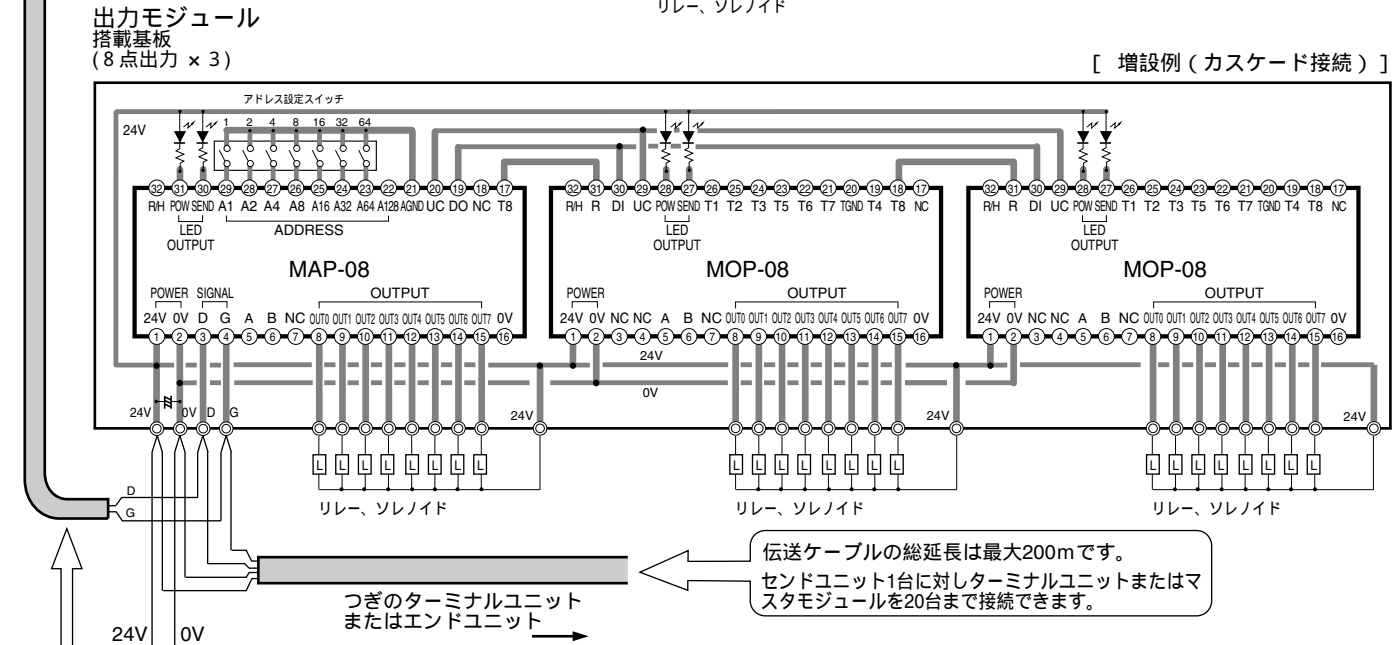 リレー、ソレノイド
出力モジュール
搭載基板
(8点出力 × 3)
[ 増設例(カスケード接続) ]
アドレス設定スイッチ
24V
1 2 4 8 16 32 64
32 31 30 29 28 27 26 25 24 23 22 21 20 19 18 17
R/H POW SEND A1 A2 A4 A8 A16 A32 A64 A128 AGND UC DO NC T8
LED
OUTPUT
ADDRESS
MAP-08
POWER SIGNAL OUTPUT
24V 0V D G A B NC OUT0 OUT1 OUT2 OUT3 OUT4 OUT5 OUT6 OUT7 0V
1 2 3 4 5 6 7 8 9 10 11 12 13 14 15 16
32 31 30 29 28 27 26 25 24 23 22 21 20 19 18 17
R/H R DI UC POW SEND T1 T2 T3 T5 T6 T7 TGND T4 T8 NC
LED
OUTPUT
MOP-08
POWER OUTPUT
24V 0V NC NC A B NC OUT0 OUT1 OUT2 OUT3 OUT4 OUT5 OUT6 OUT7 0V
1 2 3 4 5 6 7 8 9 10 11 12 13 14 15 16
32 31 30 29 28 27 26 25 24 23 22 21 20 19 18 17
R/H R DI UC POW SEND T1 T2 T3 T5 T6 T7 TGND T4 T8 NC
LED
OUTPUT
MOP-08
POWER OUTPUT
24V 0V NC NC A B NC OUT0 OUT1 OUT2 OUT3 OUT4 OUT5 OUT6 OUT7 0V
1 2 3 4 5 6 7 8 9 10 11 12 13 14 15 16
24V
0V
24V 0V D G
24V
24V
24V
L L L L L L L L
L L L L L L L L
L L L L L L L L
リレー、ソレノイド
リレー、ソレノイド
リレー、ソレノイド
D
G
伝送ケーブルの総延長は最大200mです。
センドユニット1台に対しターミナルユニットまたはマ
スタモジュールを20台まで接続できます。
つぎのターミナルユニット
またはエンドユニット
24V 0V